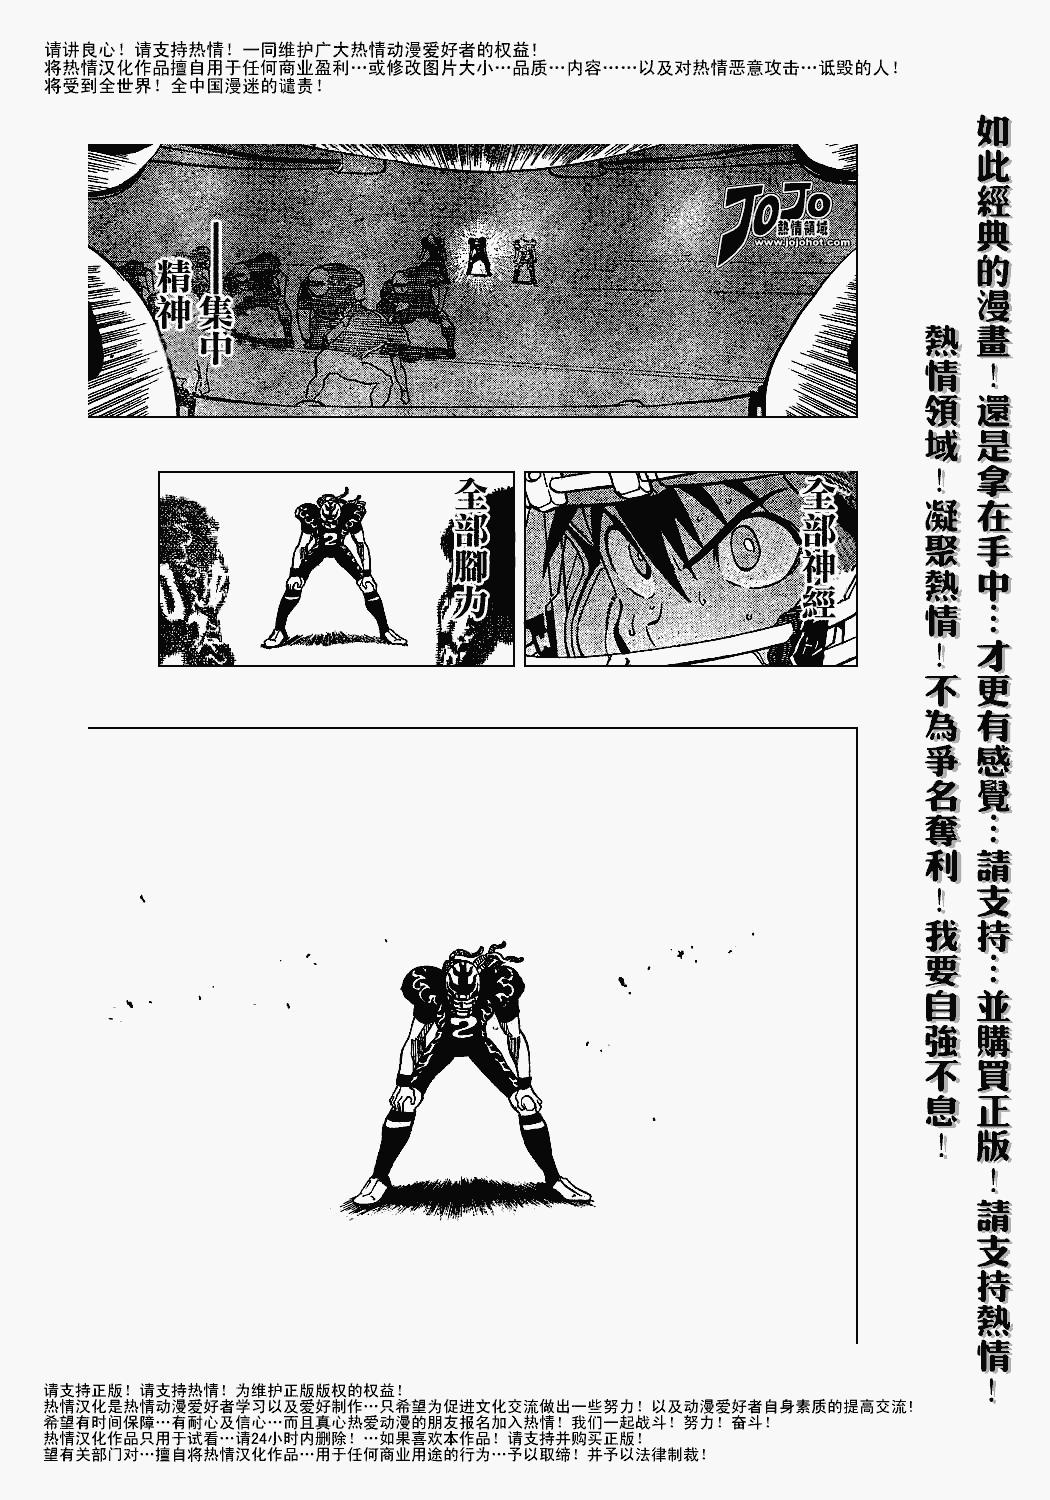 请讲良心！请支持热情！一同维护广大热情动漫爱好者的权益！
将热情汉化作品擅自用于任何商业盈利…或修改图片大小…品质…内容……以及对热情恶意攻击…诋毁的人！
将受到全世界！全中国漫迷的谴责！
如此經典的漫畫！還是拿在手中…才更有感覺…請支持…並購買正版！請支持熱情！
熱情領域！凝聚熱情！不為爭名奪利！我要自強不息！
JOJO
熱情領域
www.jojohot.com
——集中
精神
全部神經
全部腳力
2
2
请支持正版！请支持热情！为维护正版版权的权益！
热情汉化是热情动漫爱好者学习以及爱好制作…只希望为促进文化交流做出一些努力！以及动漫爱好者自身素质的提高交流！
希望有时间保障…有耐心及信心…而且真心热爱动漫的朋友报名加入热情！我们一起战斗！努力！奋斗！
热情汉化作品只用于试看…请24小时内删除！…如果喜欢本作品！请支持并购买正版！
望有关部门对…擅自将热情汉化作品…用于任何商业用途的行为…予以取缔！并予以法律制裁！